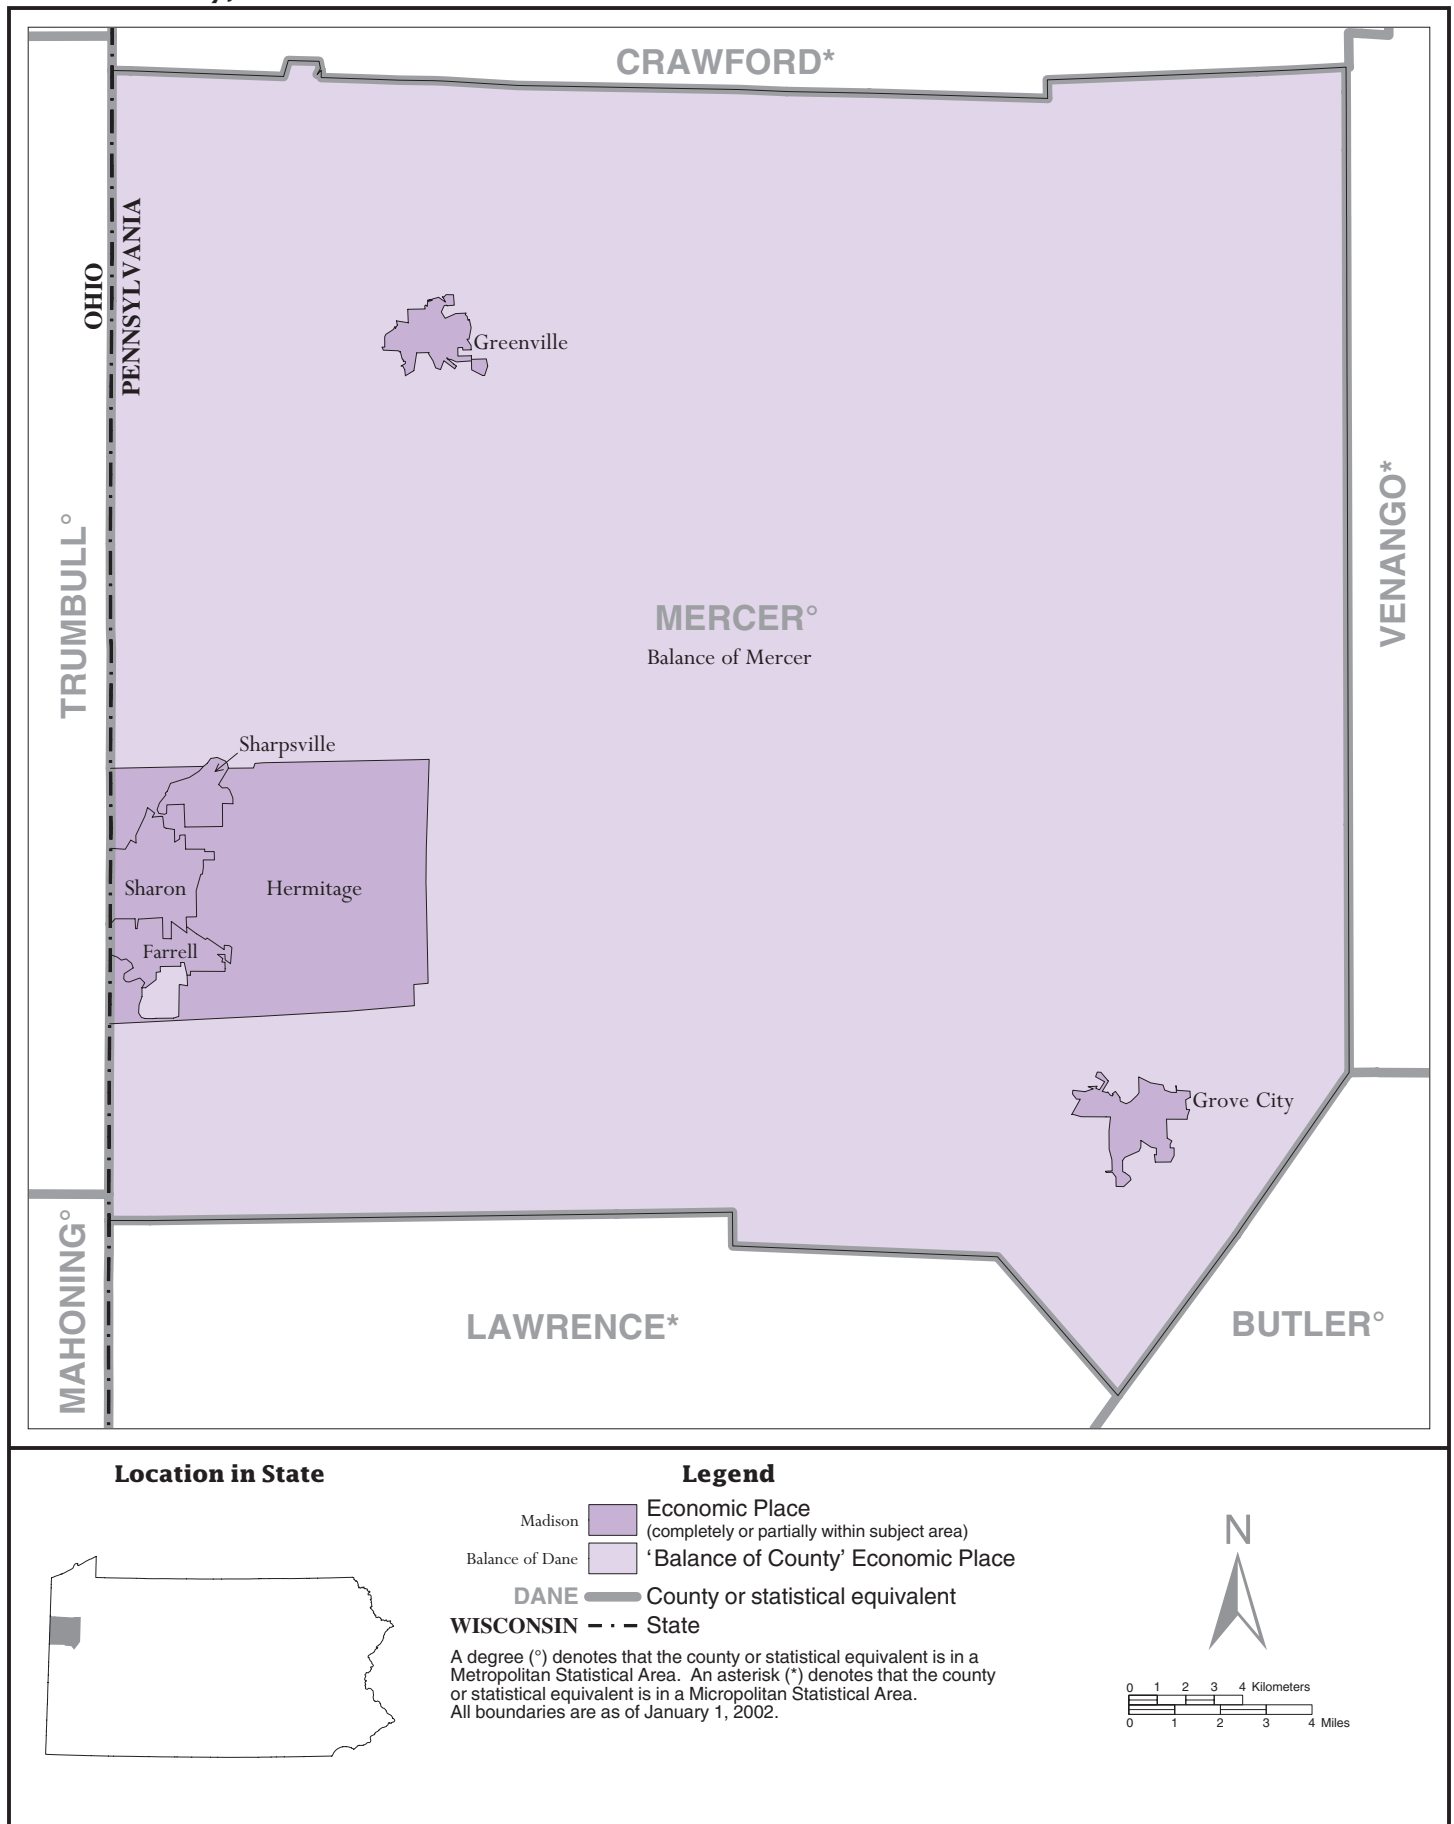 CRAWFORD*
OHIO
PENNSYLVANIA
Greenville
TRUMBULL°
VENANGO*
MERCER°
Balance of Mercer
Sharpsville
Sharon
Hermitage
Farrell
Grove City
MAHONING°
LAWRENCE*
BUTLER°
Location in State
Legend
Madison
Economic Place
(completely or partially within subject area)
Balance of Dane
‘Balance of County’ Economic Place
DANE
County or statistical equivalent
WISCONSIN
State
A degree (°) denotes that the county or statistical equivalent is in a
Metropolitan Statistical Area. An asterisk (*) denotes that the county
or statistical equivalent is in a Micropolitan Statistical Area.
All boundaries are as of January 1, 2002.
N
0 1 2 3 4 Kilometers
0 1 2 3 4 Miles